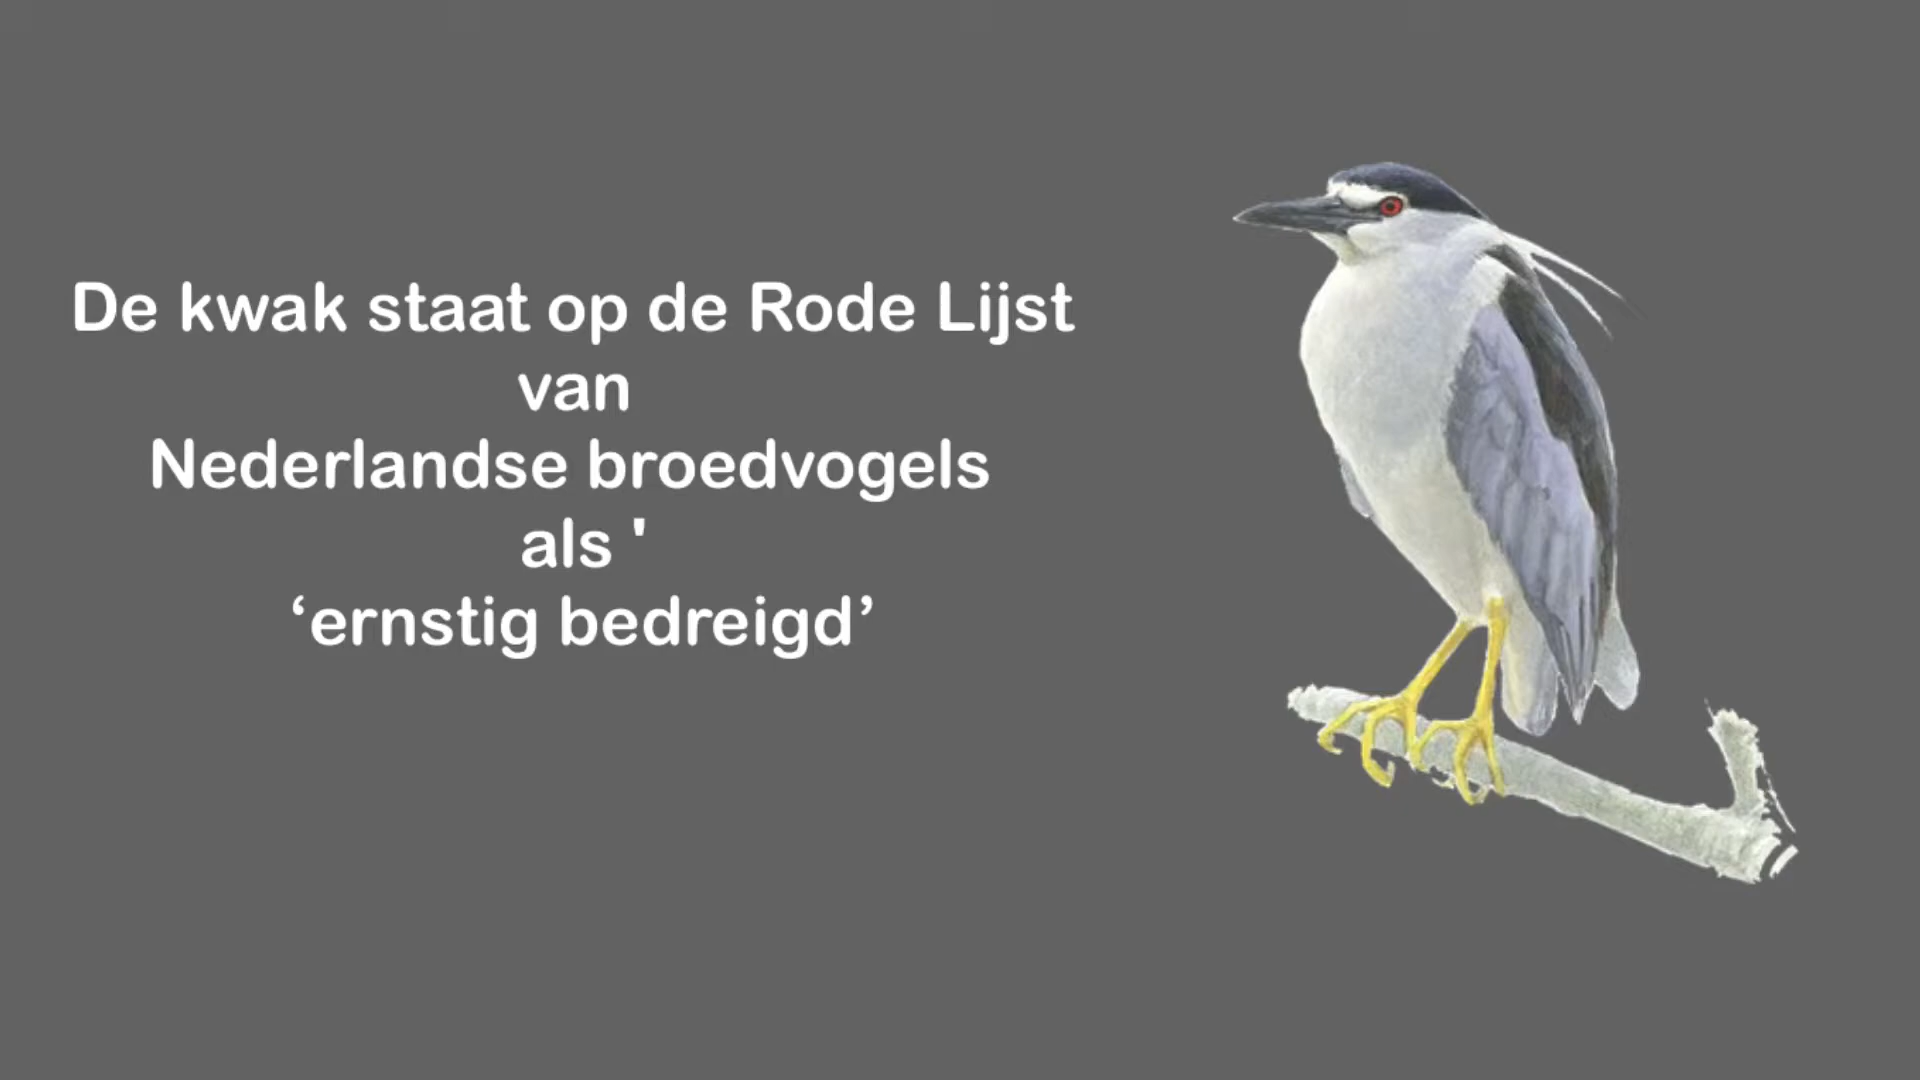 De kwak staat op de Rode Lijst
van
Nederlandse broedvogels
als '
‘ernstig bedreigd’